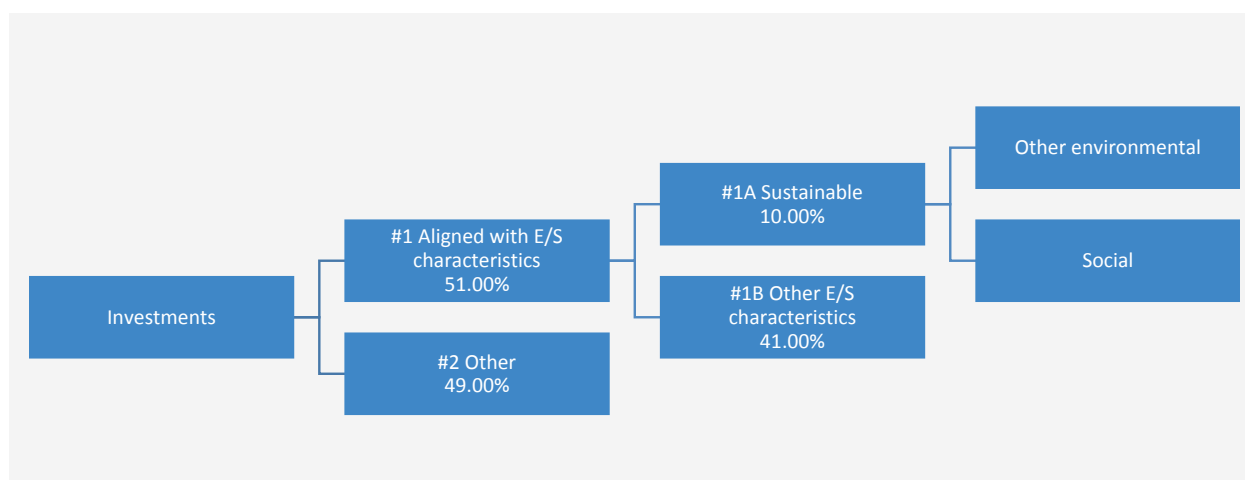 Investments
#1 Aligned with E/S
characteristics
51.00%
#2 Other
49.00%
#1A Sustainable
10.00%
#1B Other E/S
characteristics
41.00%
Other environmental
Social